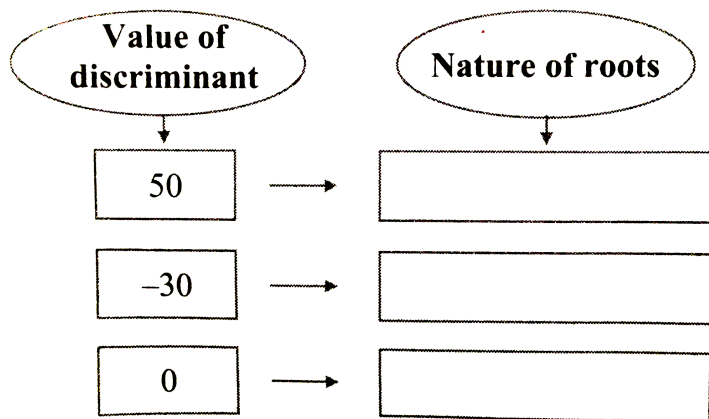 Value of
discriminant
Nature of roots
50
–30
0